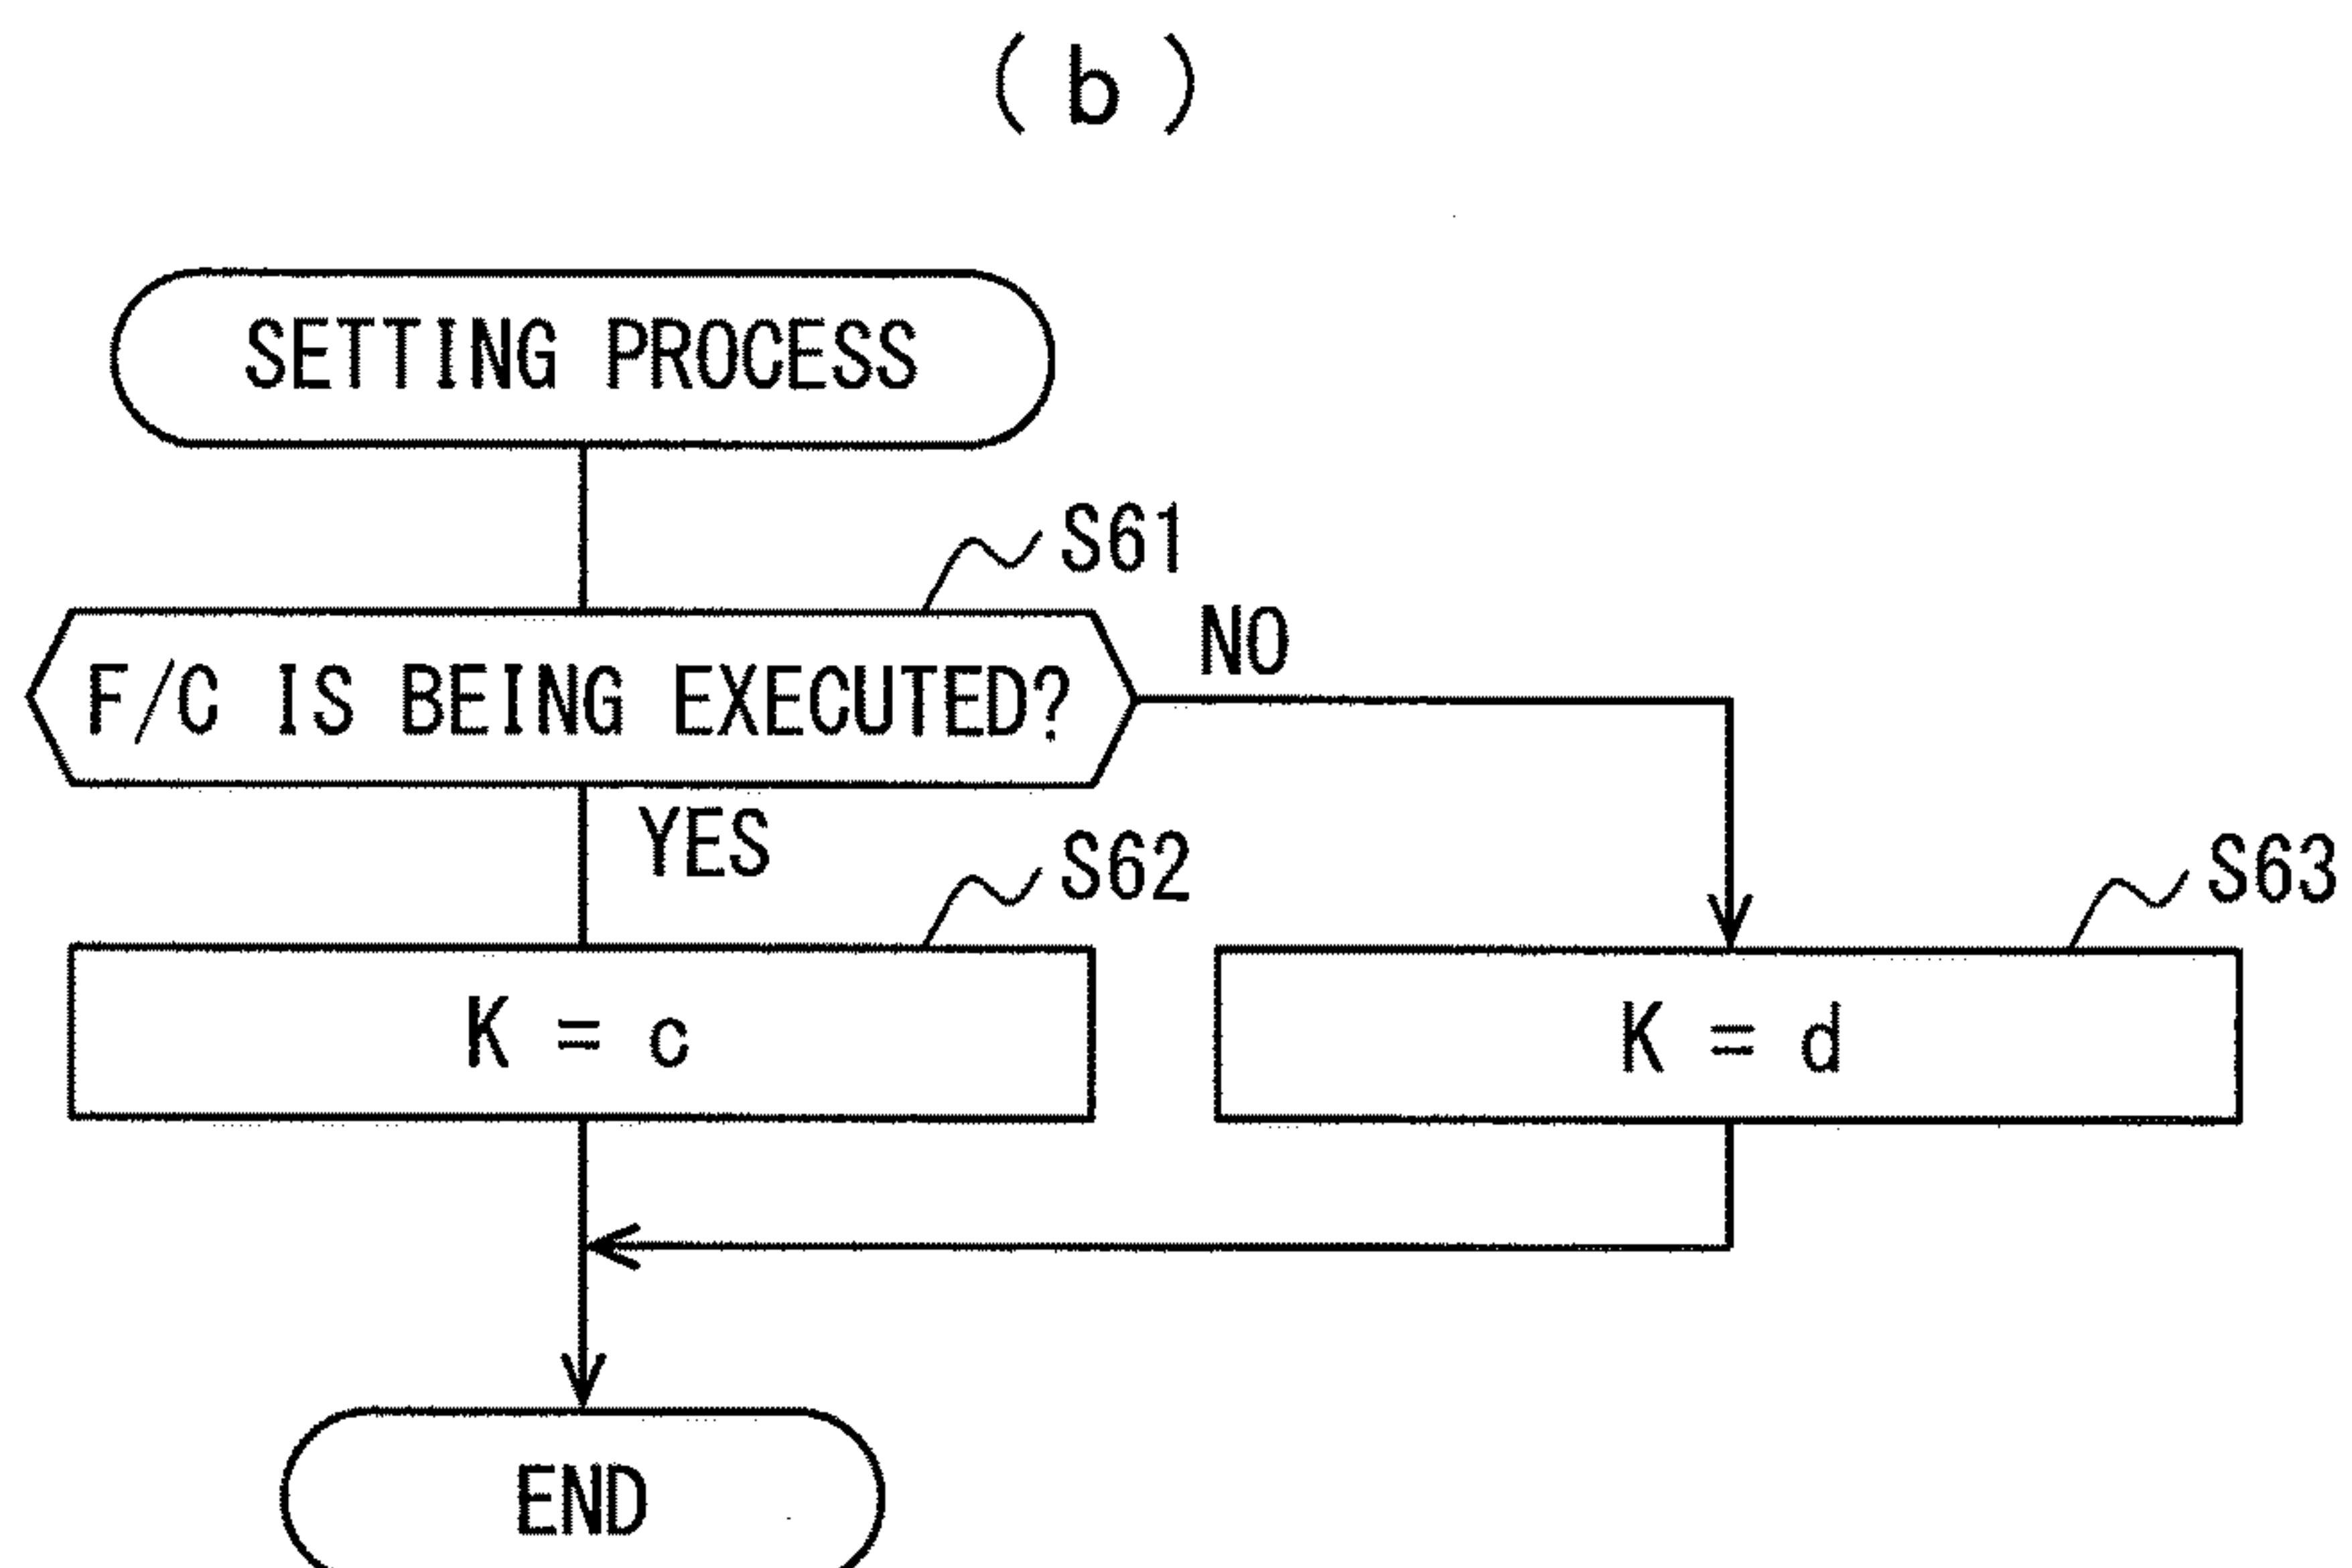 (b)
SETTING PROCESS
S61
F/C IS BEING EXECUTED?
NO
YES
S62
S63
K = c
K = d
END